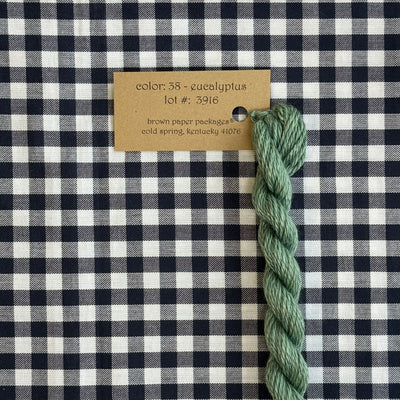 color: 38 - eucalyptus
lot #: 3916
brown paper packages®
cold spring, kentucky 41076